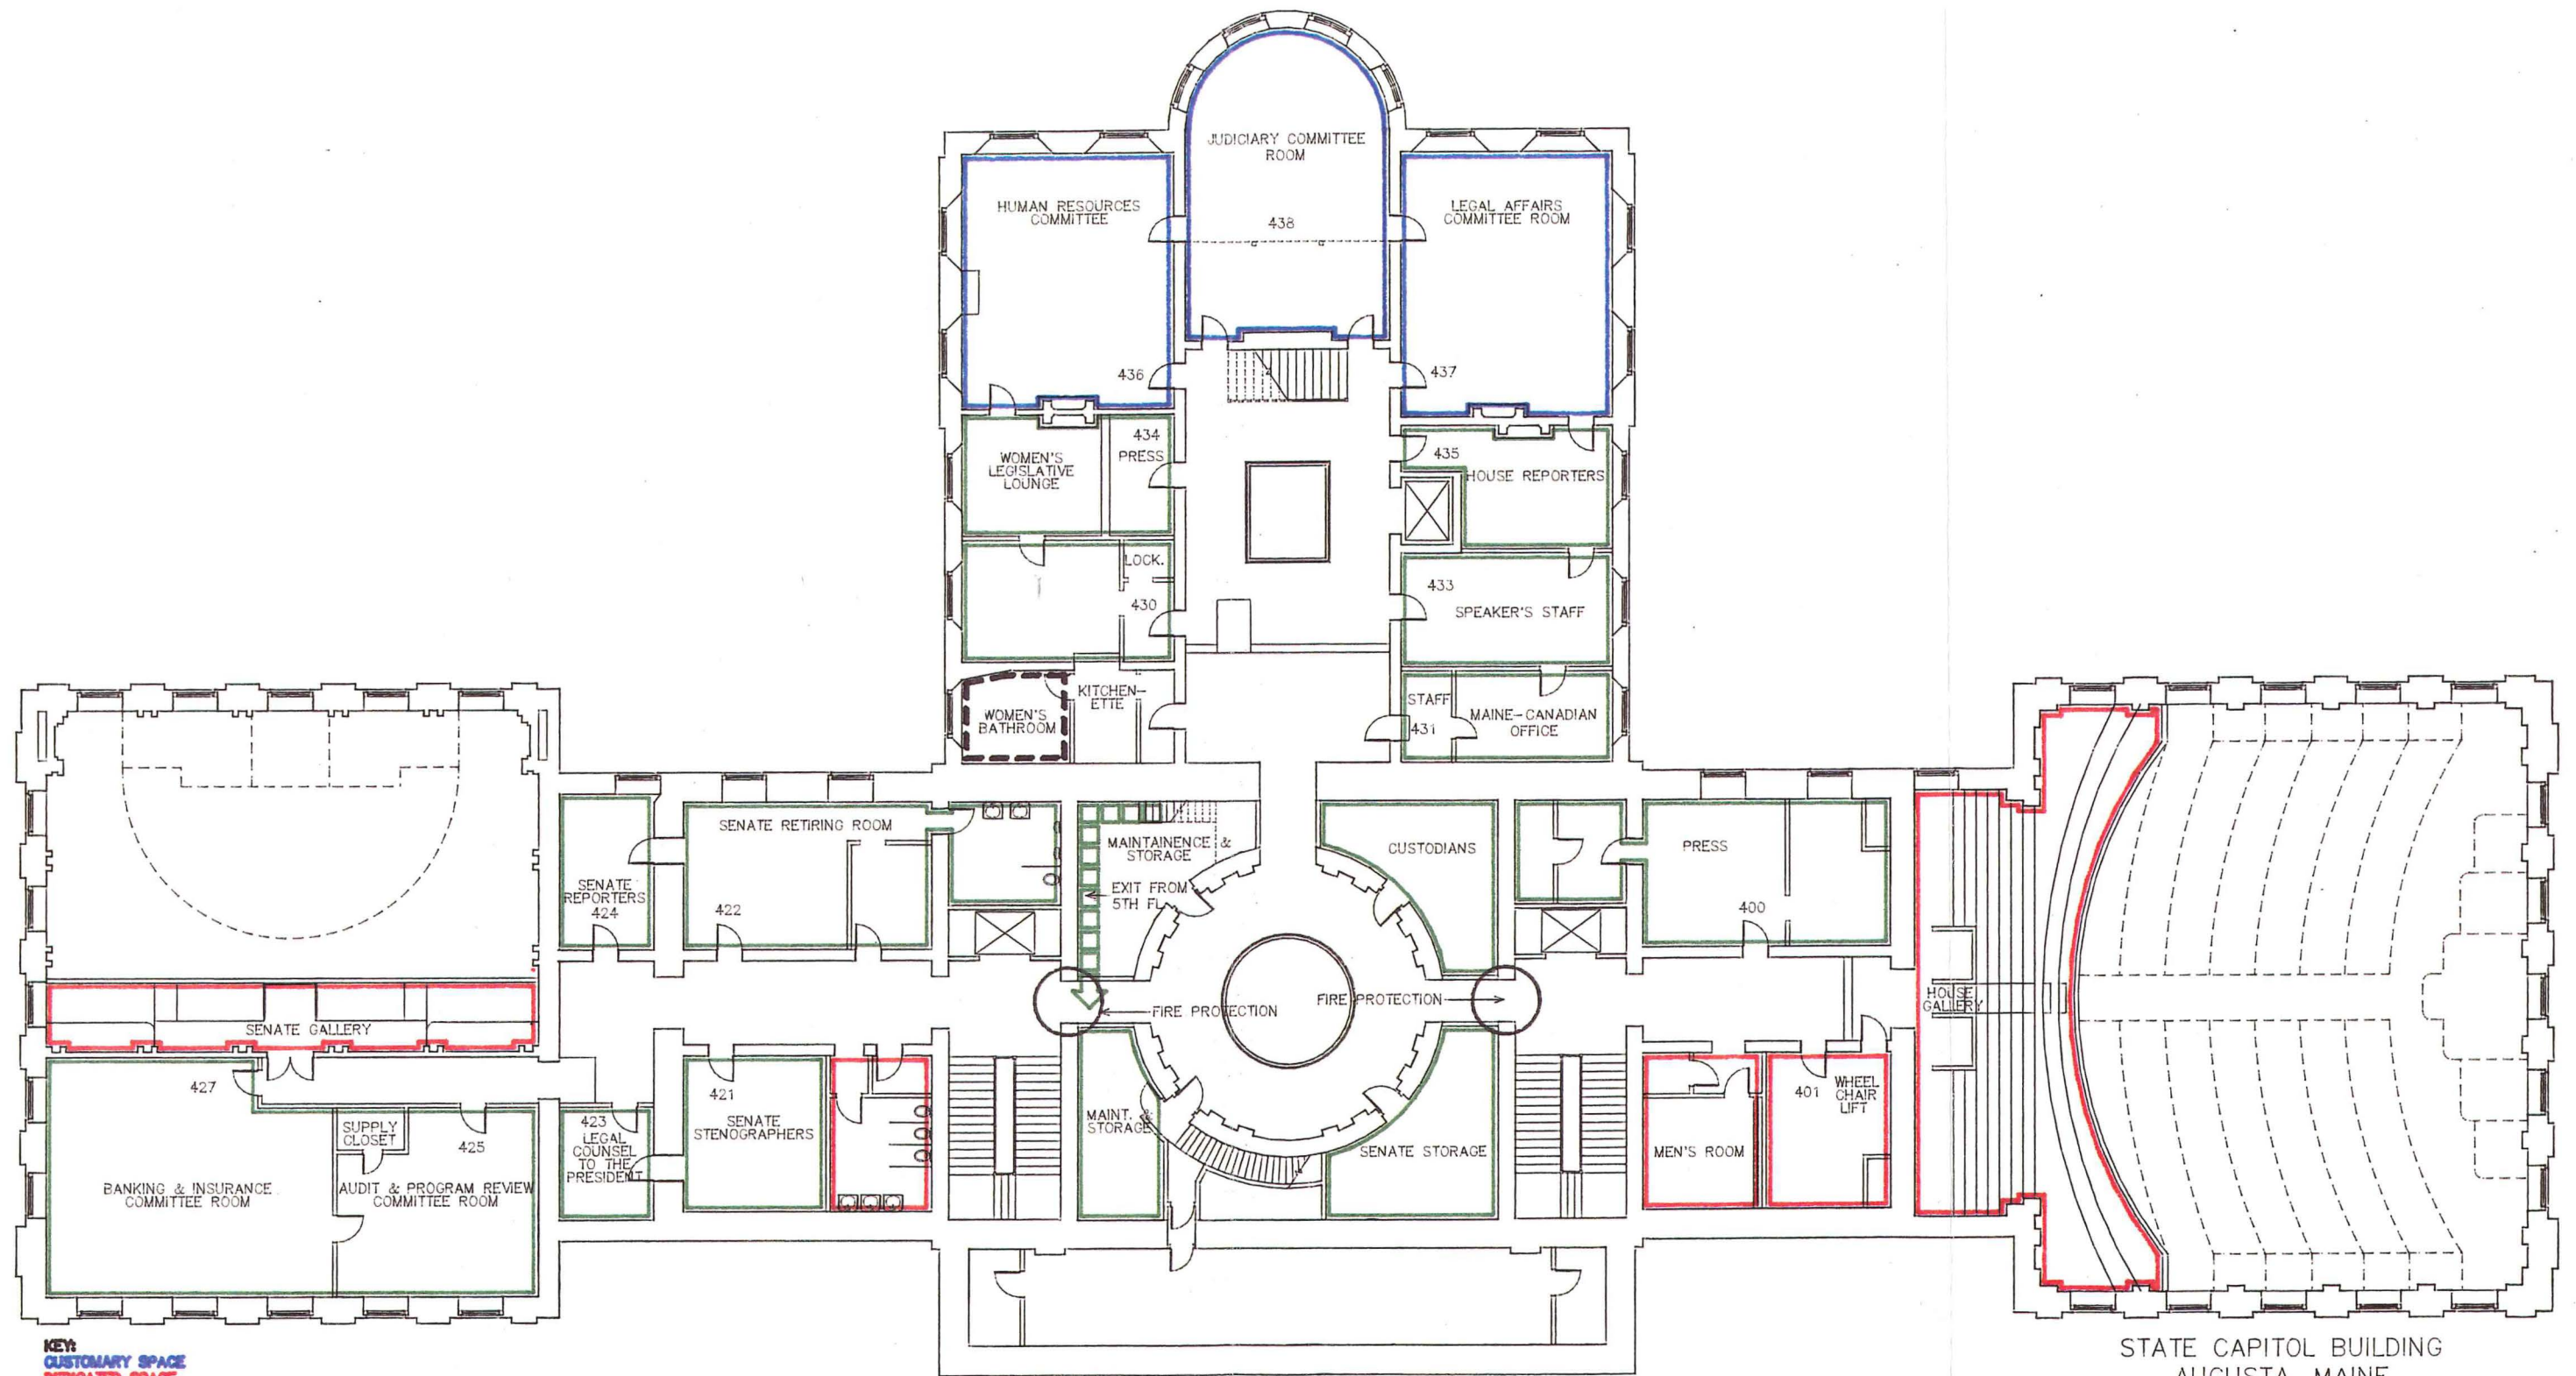 JUDICIARY COMMITTEE
ROOM
438
HUMAN RESOURCES
COMMITTEE
436
LEGAL AFFAIRS
COMMITTEE ROOM
437
WOMEN'S
LEGISLATIVE
LOUNGE
434
PRESS
435
HOUSE REPORTERS
LOCK.
430
433
SPEAKER'S STAFF
WOMEN'S
BATHROOM
KITCHEN-
ETTE
STAFF
431
MAINE-CANADIAN
OFFICE
SENATE
REPORTERS
424
SENATE RETIRING ROOM
422
MAINTAINENCE &
STORAGE
EXIT FROM
5TH FL.
CUSTODIANS
PRESS
400
SENATE GALLERY
FIRE PROTECTION
FIRE PROTECTION
HOUSE
GALLERY
427
BANKING & INSURANCE
COMMITTEE ROOM
SUPPLY
CLOSET
425
AUDIT & PROGRAM REVIEW
COMMITTEE ROOM
423
LEGAL
COUNSEL
TO THE
PRESIDENT
421
SENATE
STENOGRAPHERS
MAINT. &
STORAGE
SENATE STORAGE
MEN'S ROOM
401
WHEEL
CHAIR
LIFT
KEY:
CUSTOMARY SPACE
DEDICATED SPACE
STATE CAPITOL BUILDING
AUGUSTA, MAINE